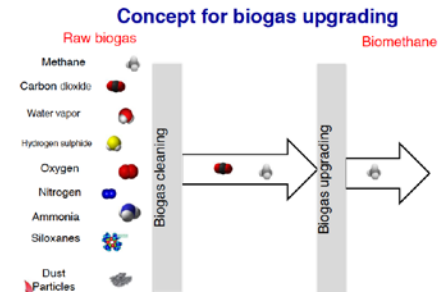 Concept for biogas upgrading
Raw biogas
Biomethane
Methane
Carbon dioxide
Water vapor
Hydrogen sulphide
Oxygen
Nitrogen
Ammonia
Siloxanes
Dust
Particles
Biogas cleaning
Biogas upgrading